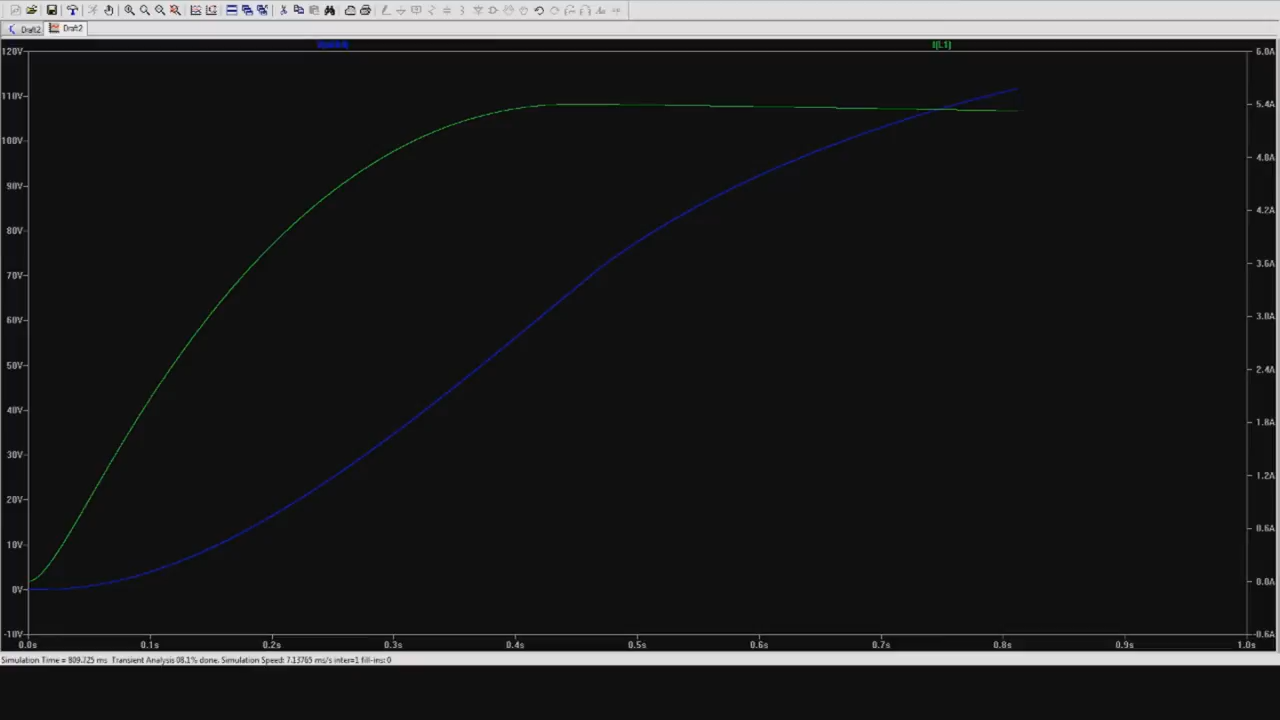 Draft2 Draft2
I(L1)
120V 6.0A
110V 5.4A
100V 4.8A
90V 4.2A
80V
70V 3.6A
60V 3.0A
50V 2.4A
40V 1.8A
30V
20V 1.2A
10V 0.6A
0V 0.0A
-10V -0.6A
0.0s 0.1s 0.2s 0.3s 0.4s 0.5s 0.6s 0.7s 0.8s 0.9s 1.0s
Simulation Time = 809.725 ms Transient Analysis 08.1% done. Simulation Speed: 7.13765 ms/s inter=1 fill-ins: 0